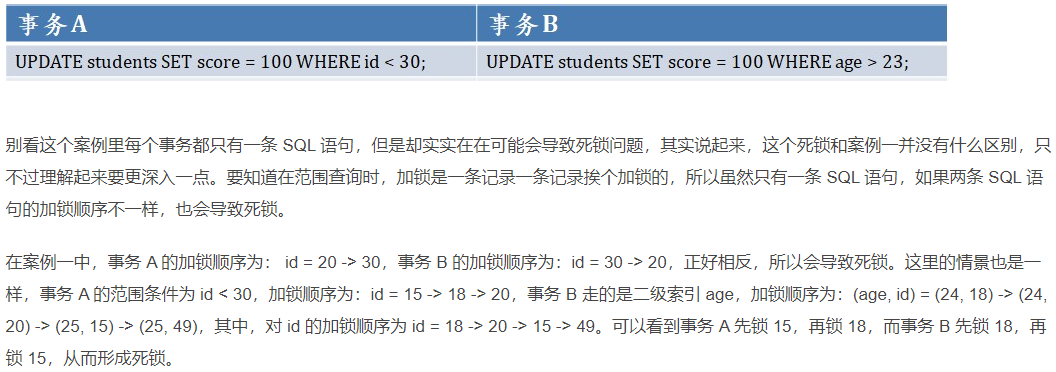 事务A 事务B
UPDATE students SET score = 100 WHERE id < 30; UPDATE students SET score = 100 WHERE age > 23;
别看这个案例里每个事务都只有一条 SQL 语句，但是却实实在在可能会导致死锁问题，其实说起来，这个死锁和案例一并没有什么区别，只
不过理解起来要更深入一点。要知道在范围查询时，加锁是一条记录一条记录挨个加锁的，所以虽然只有一条 SQL 语句，如果两条 SQL 语
句的加锁顺序不一样，也会导致死锁。
在案例一中，事务 A 的加锁顺序为： id = 20 -> 30，事务 B 的加锁顺序为：id = 30 -> 20，正好相反，所以会导致死锁。这里的情景也是一
样，事务 A 的范围条件为 id < 30，加锁顺序为：id = 15 -> 18 -> 20，事务 B 走的是二级索引 age，加锁顺序为：(age, id) = (24, 18) -> (24,
20) -> (25, 15) -> (25, 49)，其中，对 id 的加锁顺序为 id = 18 -> 20 -> 15 -> 49。可以看到事务 A 先锁 15，再锁 18，而事务 B 先锁 18，再
锁 15，从而形成死锁。